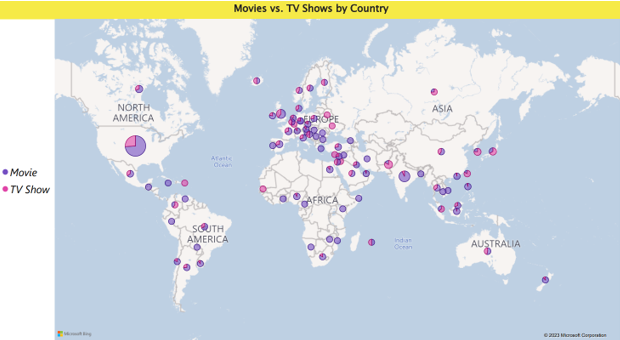 Movies vs. TV Shows by Country
NORTH
AMERICA
EUROPE
ASIA
Atlantic
Ocean
Movie
TV Show
AFRICA
SOUTH
AMERICA
Indian
Ocean
AUSTRALIA
Microsoft Bing
© 2023 Microsoft Corporation